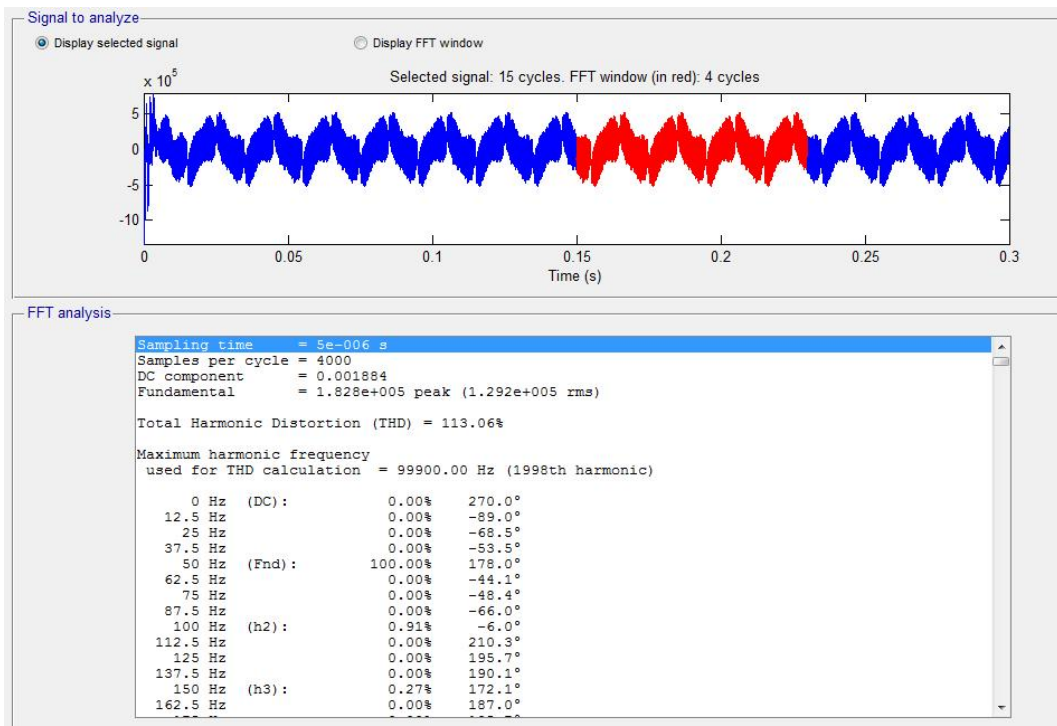 Signal to analyze
Display selected signal
Display FFT window
x 10^5
Selected signal: 15 cycles. FFT window (in red): 4 cycles
5
0
-5
-10
0 0.05 0.1 0.15 0.2 0.25 0.3
Time (s)
FFT analysis
Sampling time = 5e-006 s
Samples per cycle = 4000
DC component = 0.001884
Fundamental = 1.828e+005 peak (1.292e+005 rms)
Total Harmonic Distortion (THD) = 113.06%
Maximum harmonic frequency
used for THD calculation = 99900.00 Hz (1998th harmonic)
0 Hz (DC): 0.00% 270.0°
12.5 Hz 0.00% -89.0°
25 Hz 0.00% -68.5°
37.5 Hz 0.00% -53.5°
50 Hz (Fnd): 100.00% 178.0°
62.5 Hz 0.00% -44.1°
75 Hz 0.00% -48.4°
87.5 Hz 0.00% -66.0°
100 Hz (h2): 0.91% -6.0°
112.5 Hz 0.00% 210.3°
125 Hz 0.00% 195.7°
137.5 Hz 0.00% 190.1°
150 Hz (h3): 0.27% 172.1°
162.5 Hz 0.00% 187.0°